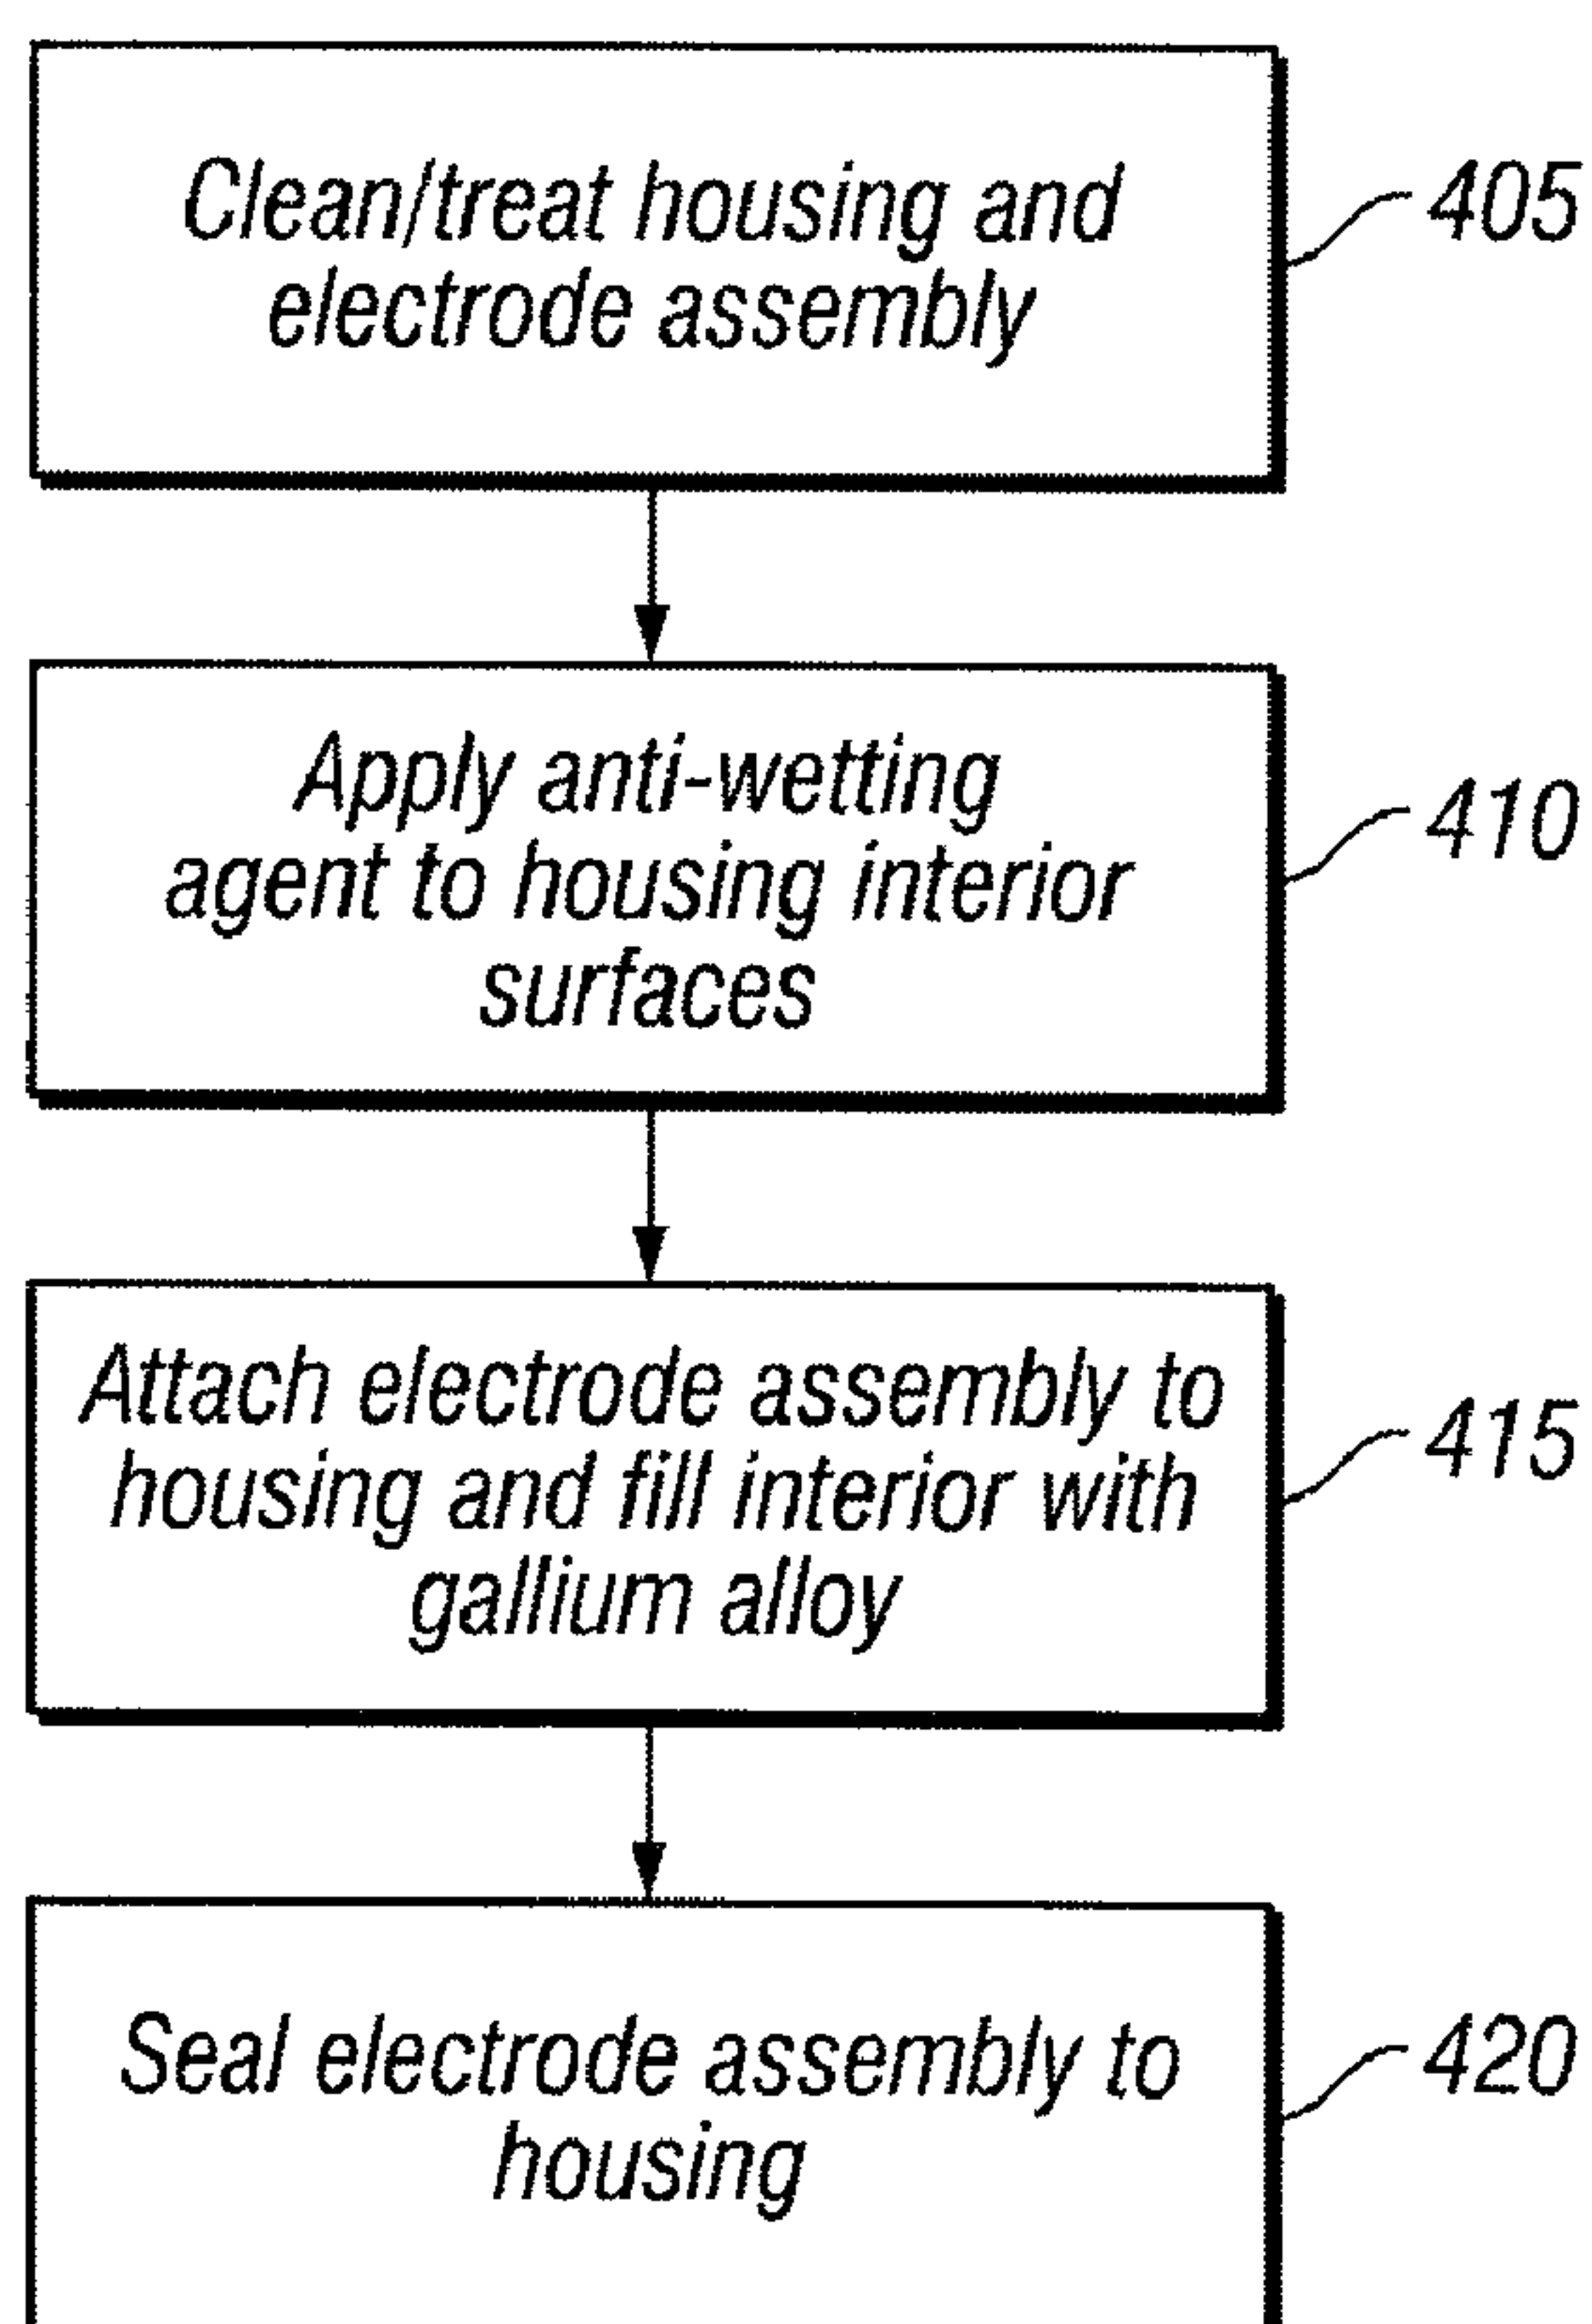 Clean/treat housing and
electrode assembly
405
Apply anti-wetting
agent to housing interior
surfaces
410
Attach electrode assembly to
housing and fill interior with
gallium alloy
415
Seal electrode assembly to
housing
420